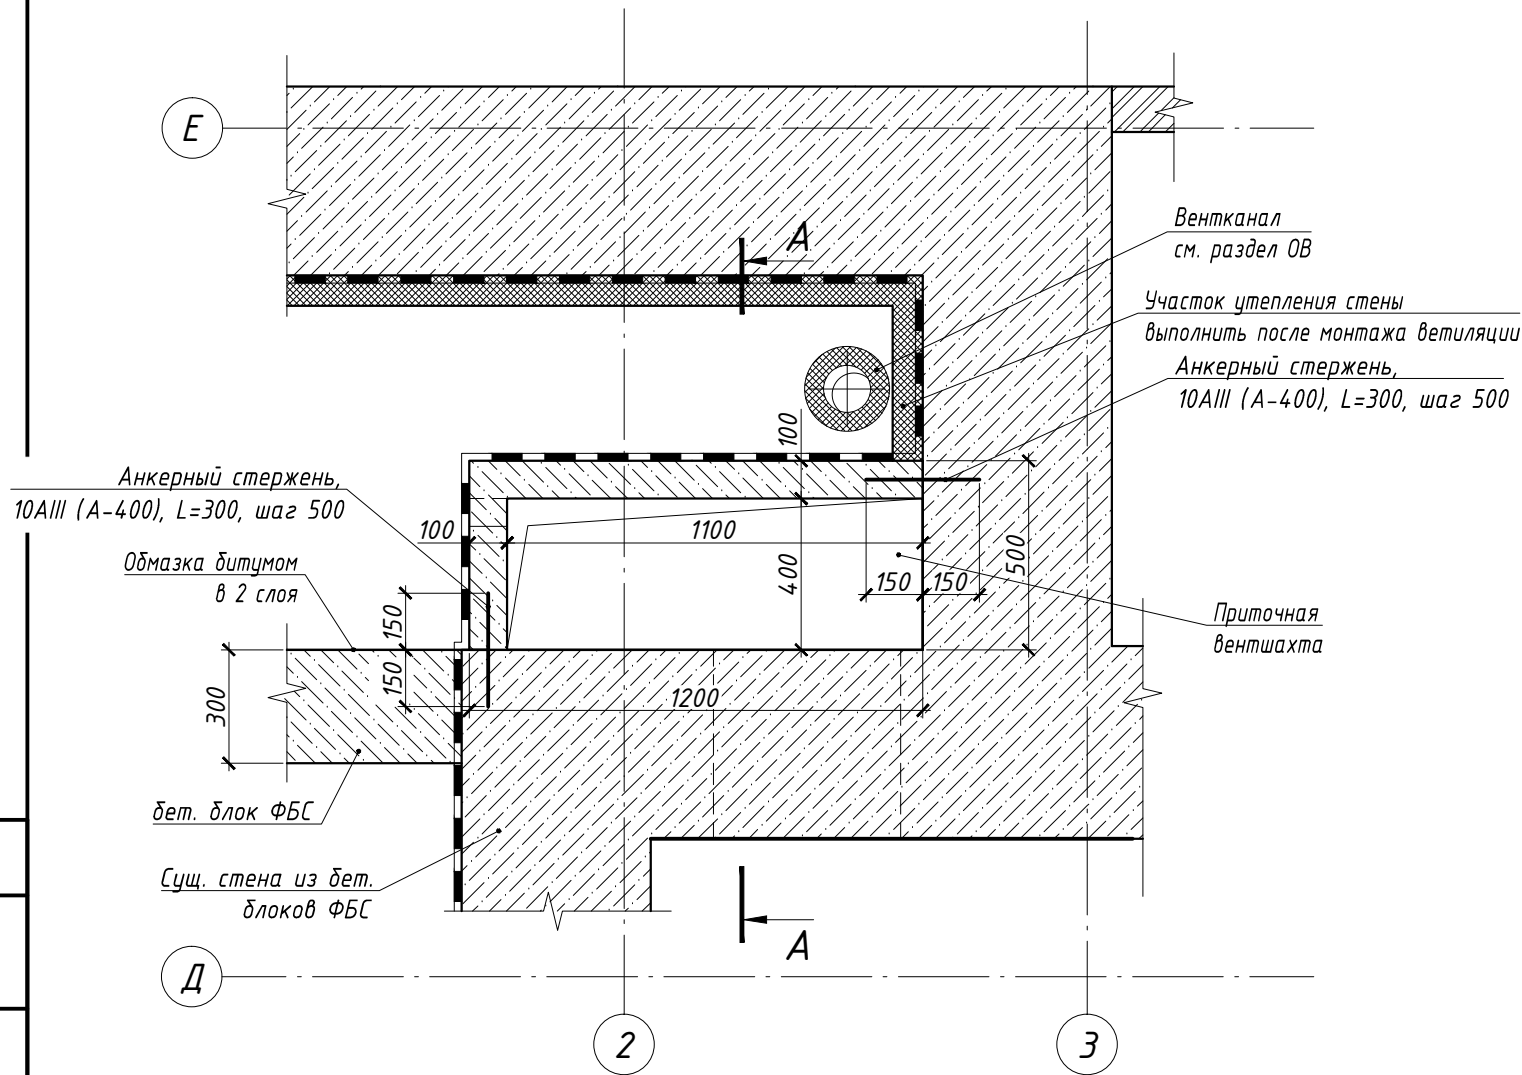 Е
А
Вентканал
см. раздел ОВ
Участок утепления стены
выполнить после монтажа ветиляции
Анкерный стержень,
10АIII (А-400), L=300, шаг 500
100
Анкерный стержень,
10АIII (А-400), L=300, шаг 500
100
1100
400
500
150
150
Обмазка битумом
в 2 слоя
150
150
Приточная
вентшахта
300
1200
бет. блок ФБС
Сущ. стена из бет.
блоков ФБС
А
Д
2
3